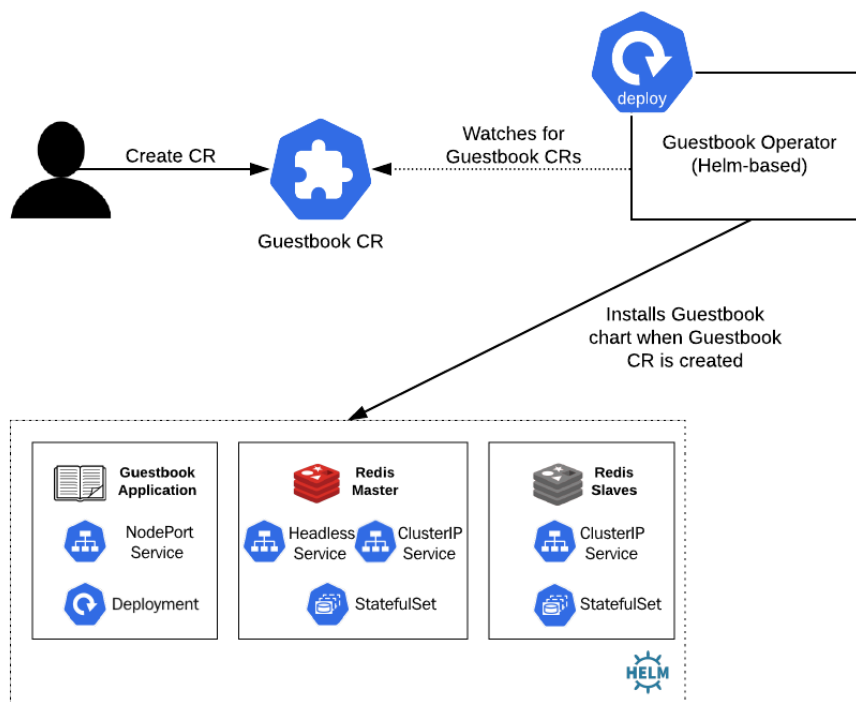 deploy
Guestbook Operator
(Helm-based)
Watches for
Guestbook CRs
Create CR
Guestbook CR
Installs Guestbook
chart when Guestbook
CR is created
Guestbook
Application
NodePort
Service
Deployment
Redis
Master
Headless
Service
ClusterIP
Service
StatefulSet
Redis
Slaves
ClusterIP
Service
StatefulSet
HELM